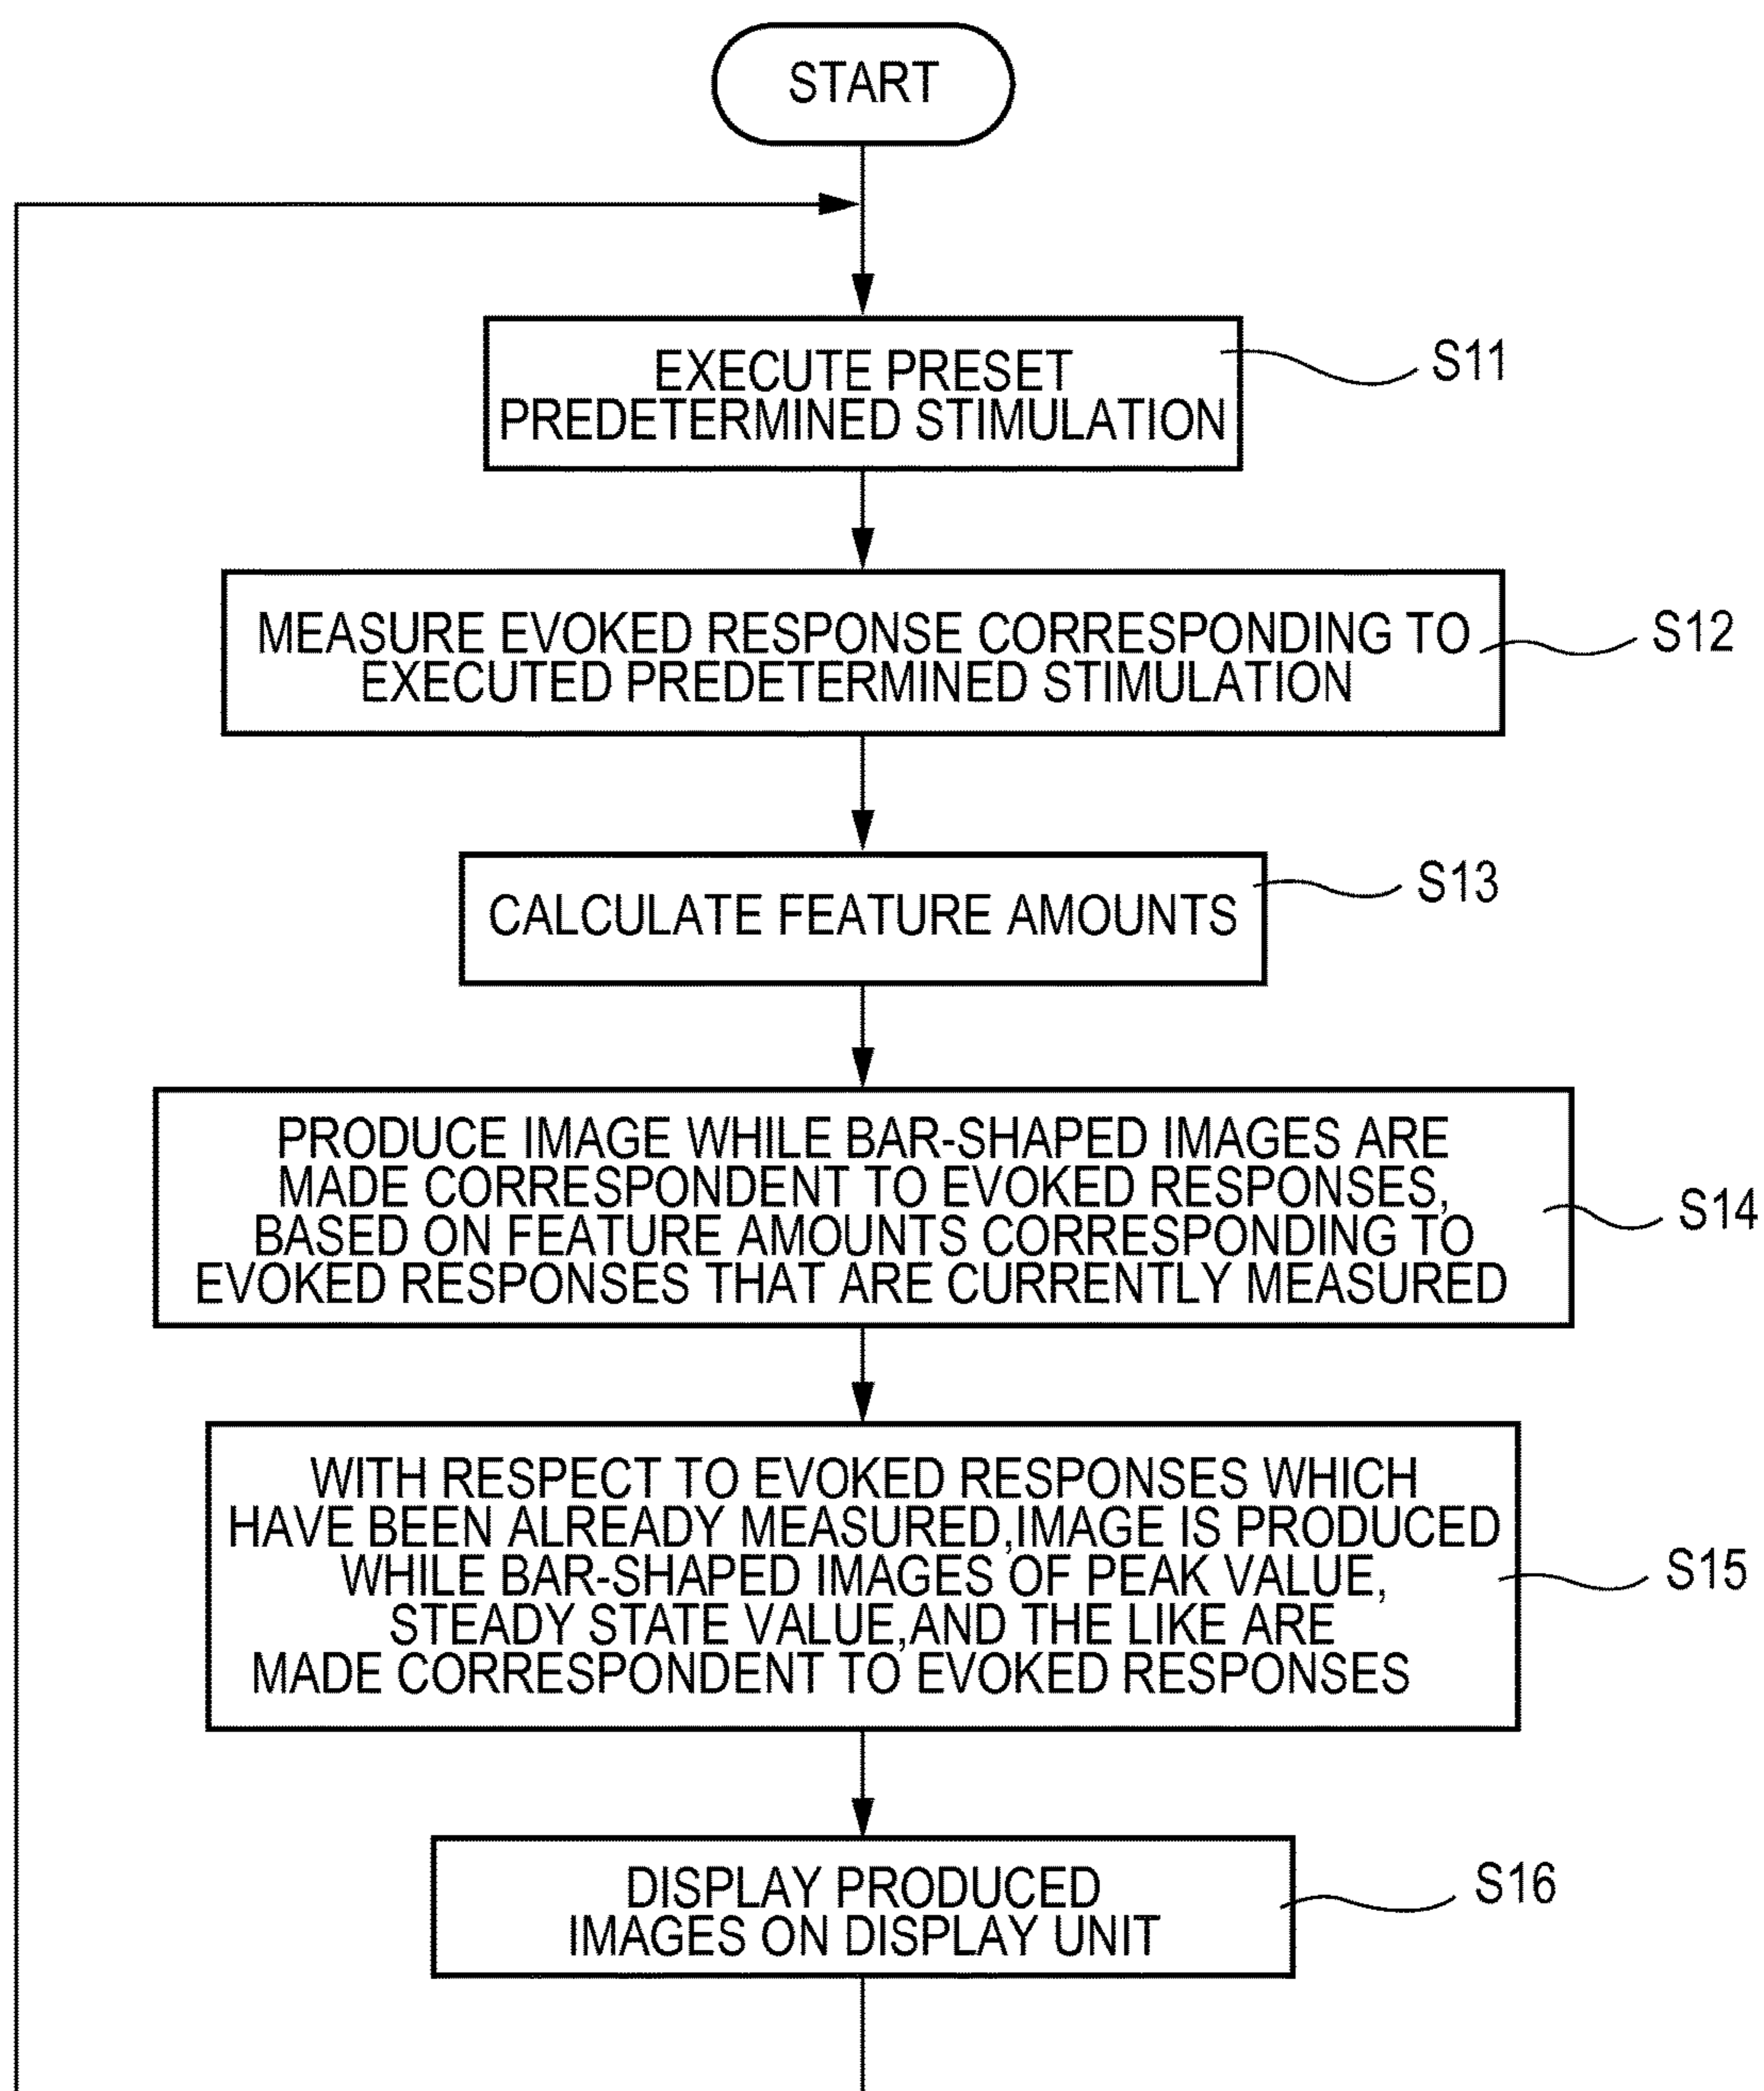 START
EXECUTE PRESET
PREDETERMINED STIMULATION
S11
MEASURE EVOKED RESPONSE CORRESPONDING TO
EXECUTED PREDETERMINED STIMULATION
S12
CALCULATE FEATURE AMOUNTS
S13
PRODUCE IMAGE WHILE BAR-SHAPED IMAGES ARE
MADE CORRESPONDENT TO EVOKED RESPONSES,
BASED ON FEATURE AMOUNTS CORRESPONDING TO
EVOKED RESPONSES THAT ARE CURRENTLY MEASURED
S14
WITH RESPECT TO EVOKED RESPONSES WHICH
HAVE BEEN ALREADY MEASURED,IMAGE IS PRODUCED
WHILE BAR-SHAPED IMAGES OF PEAK VALUE,
STEADY STATE VALUE,AND THE LIKE ARE
MADE CORRESPONDENT TO EVOKED RESPONSES
S15
DISPLAY PRODUCED
IMAGES ON DISPLAY UNIT
S16